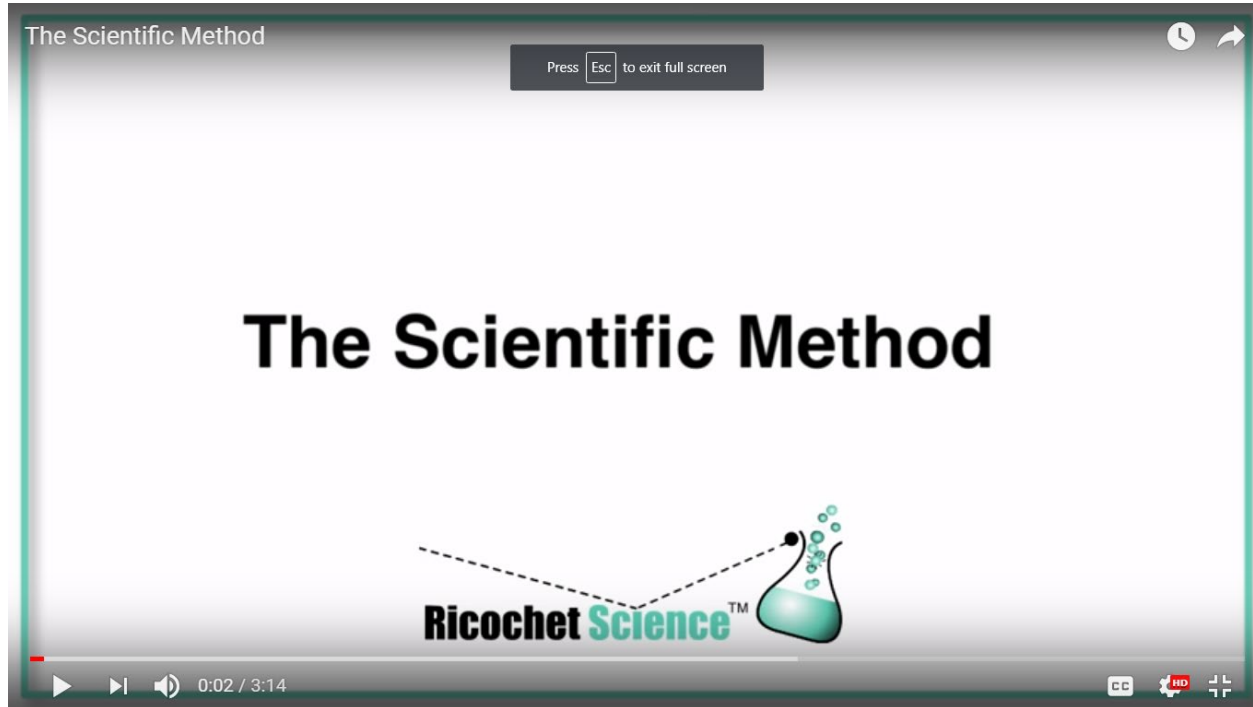 The Scientific Method
Press Esc to exit full screen
The Scientific Method
Ricochet Science™
0:02 / 3:14
CC
HD